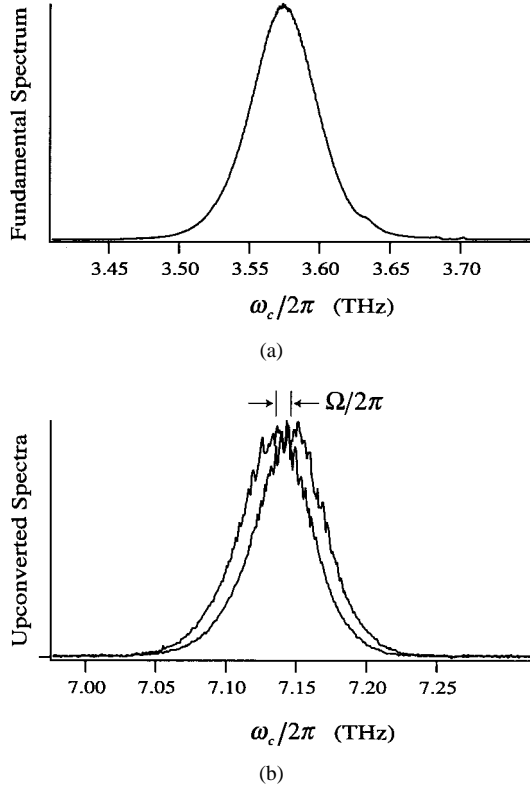 Fundamental Spectrum
3.45 3.50 3.55 3.60 3.65 3.70
ω_c/2π (THz)
(a)
Ω/2π
Upconverted Spectra
7.00 7.05 7.10 7.15 7.20 7.25
ω_c/2π (THz)
(b)